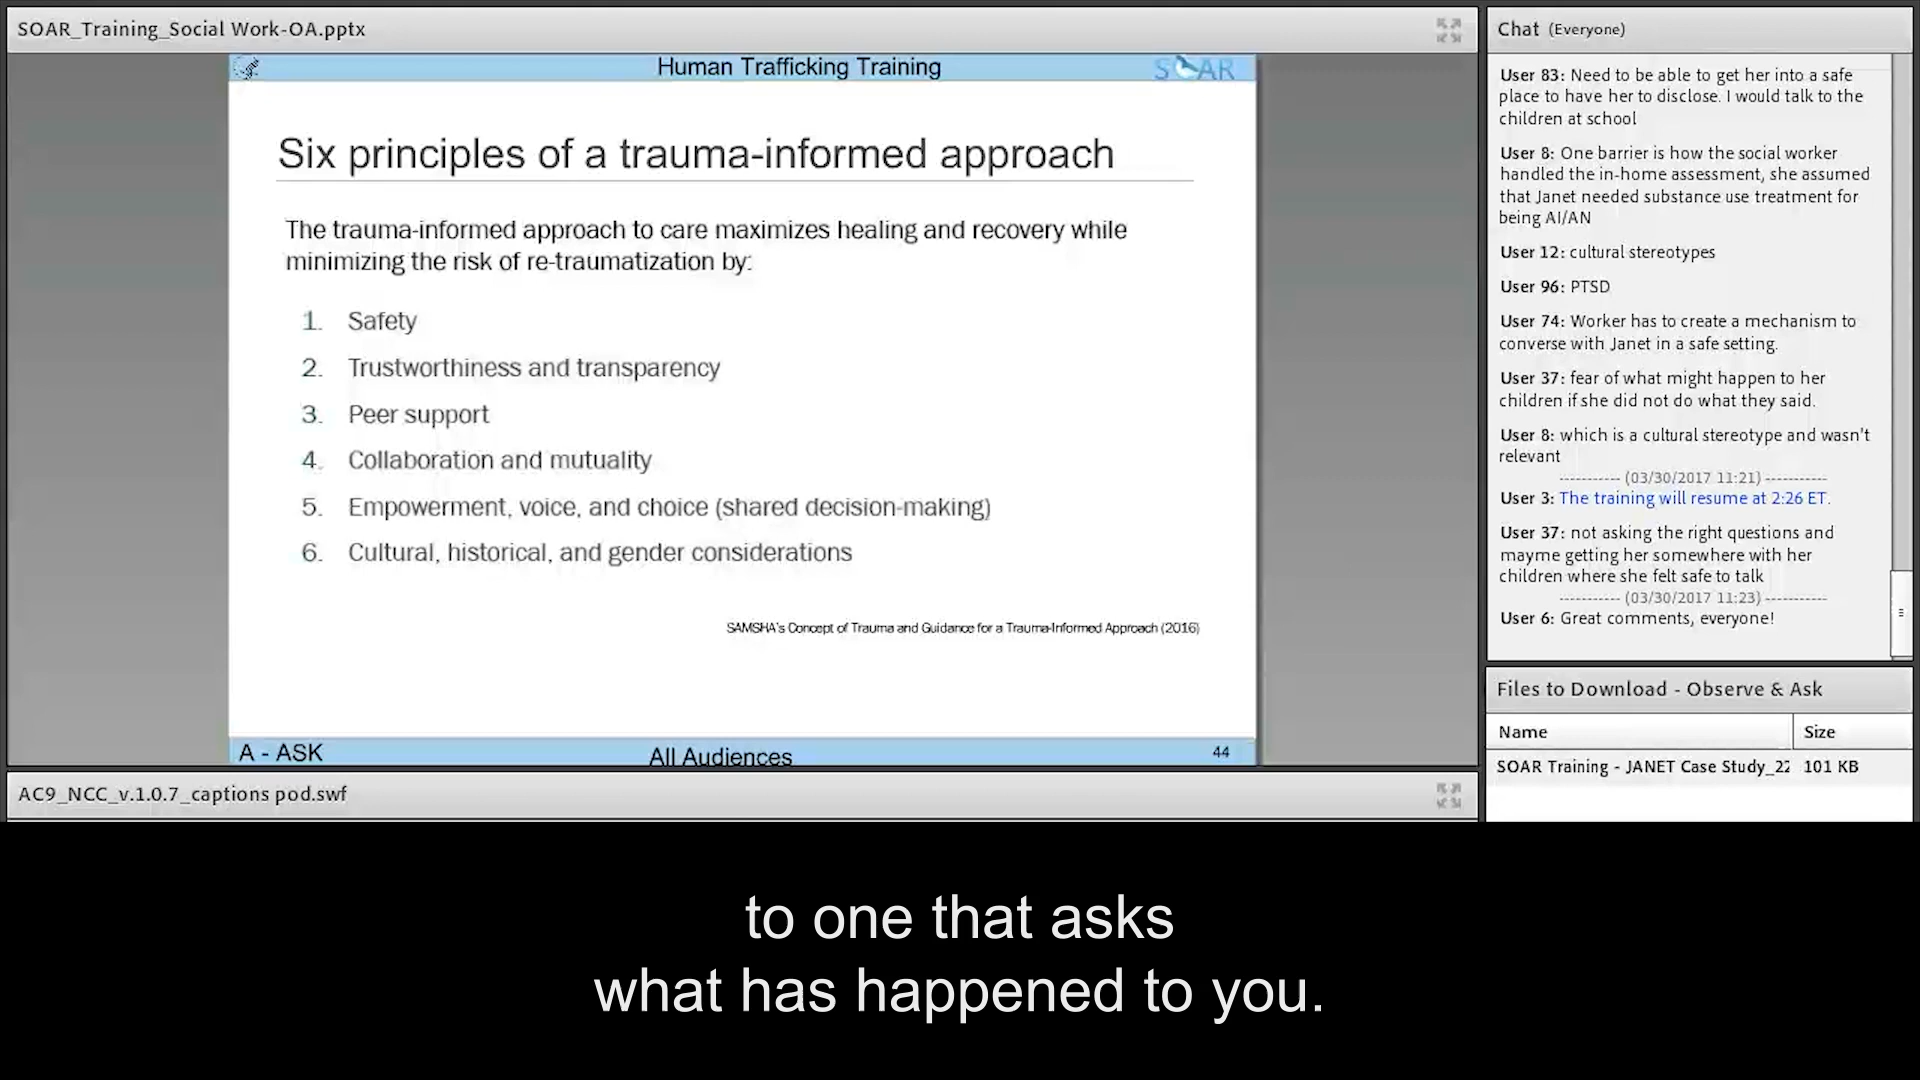 SOAR_Training_Social Work-OA.pptx
Human Trafficking Training
SOAR
Six principles of a trauma-informed approach
The trauma-informed approach to care maximizes healing and recovery while
minimizing the risk of re-traumatization by:
1. Safety
2. Trustworthiness and transparency
3. Peer support
4. Collaboration and mutuality
5. Empowerment, voice, and choice (shared decision-making)
6. Cultural, historical, and gender considerations
SAMSHA's Concept of Trauma and Guidance for a Trauma-Informed Approach (2016)
A - ASK
All Audiences
44
AC9_NCC_v.1.0.7_captions pod.swf
to one that asks
what has happened to you.
Chat (Everyone)
User 83: Need to be able to get her into a safe
place to have her to disclose. I would talk to the
children at school
User 8: One barrier is how the social worker
handled the in-home assessment, she assumed
that Janet needed substance use treatment for
being AI/AN
User 12: cultural stereotypes
User 96: PTSD
User 74: Worker has to create a mechanism to
converse with Janet in a safe setting.
User 37: fear of what might happen to her
children if she did not do what they said.
User 8: which is a cultural stereotype and wasn't
relevant
----------- (03/30/2017 11:21) -----------
User 3: The training will resume at 2:26 ET.
User 37: not asking the right questions and
mayme getting her somewhere with her
children where she felt safe to talk
----------- (03/30/2017 11:23) -----------
User 6: Great comments, everyone!
Files to Download - Observe & Ask
Name Size
SOAR Training - JANET Case Study_22 101 KB